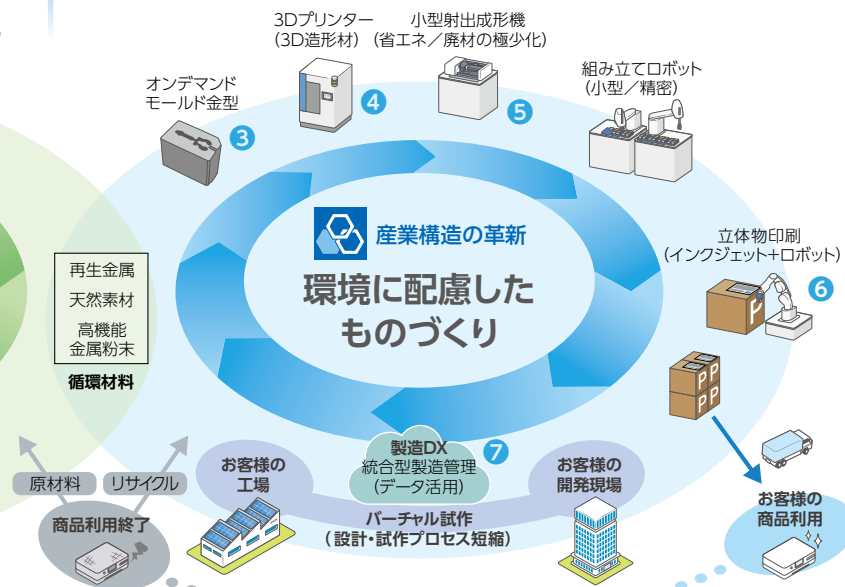 3Dプリンター
(3D造形材)
小型射出成形機
(省エネ／廃材の極少化)
組み立てロボット
(小型／精密)
オンデマンド
モールド金型
3
4
5
産業構造の革新
環境に配慮した
ものづくり
立体物印刷
(インクジェット+ロボット)
6
P
P P
P P
再生金属
天然素材
高機能
金属粉末
循環材料
原材料
リサイクル
商品利用終了
お客様の
工場
製造DX
統合型製造管理
(データ活用)
7
お客様の
開発現場
バーチャル試作
(設計・試作プロセス短縮)
お客様の
商品利用